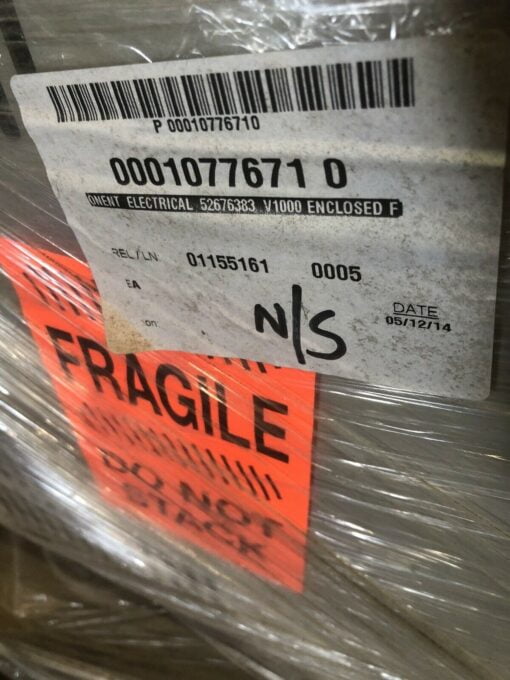 P 00010776710
0001077671 0
ONENT ELECTRICAL 52676383 V1000 ENCLOSED F
REL/LN 01155161 0005
EA
on
N/S
DATE
05/12/14
FRAGILE
DO NOT
STACK